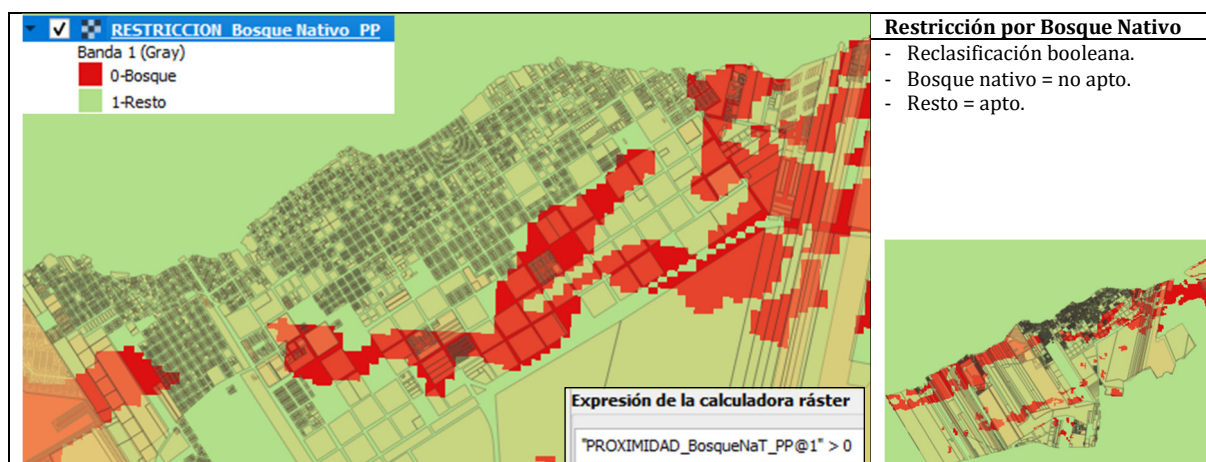 RESTRICCION_Bosque Nativo_PP
Banda 1 (Gray)
0-Bosque
1-Resto
Restricción por Bosque Nativo
- Reclasificación booleana.
- Bosque nativo = no apto.
- Resto = apto.
Expresión de la calculadora ráster
"PROXIMIDAD_BosqueNaT_PP@1" > 0